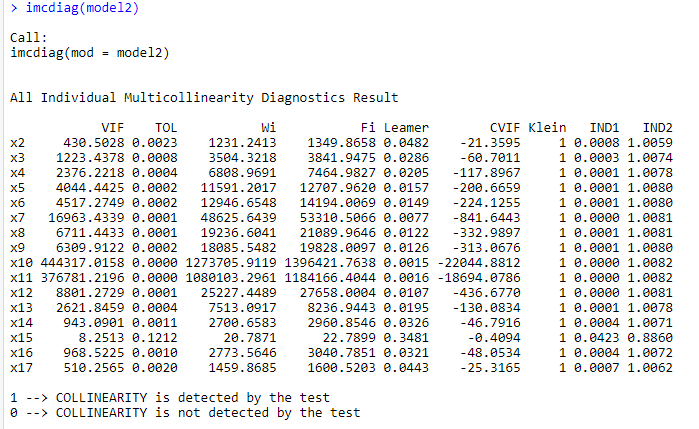 > imcdiag(model2)
Call:
imcdiag(mod = model2)
All Individual Multicollinearity Diagnostics Result
VIF TOL Wi Fi Leamer CVIF Klein IND1 IND2
x2 430.5028 0.0023 1231.2413 1349.8658 0.0482 -21.3595 1 0.0008 1.0059
x3 1223.4378 0.0008 3504.3218 3841.9475 0.0286 -60.7011 1 0.0003 1.0074
x4 2376.2218 0.0004 6808.9691 7464.9827 0.0205 -117.8967 1 0.0001 1.0078
x5 4044.4425 0.0002 11591.2017 12707.9620 0.0157 -200.6659 1 0.0001 1.0080
x6 4517.2749 0.0002 12946.6548 14194.0069 0.0149 -224.1255 1 0.0001 1.0080
x7 16963.4339 0.0001 48625.6439 53310.5066 0.0077 -841.6443 1 0.0000 1.0081
x8 6711.4433 0.0001 19236.6041 21089.9646 0.0122 -332.9897 1 0.0001 1.0081
x9 6309.9122 0.0002 18085.5482 19828.0097 0.0126 -313.0676 1 0.0001 1.0080
x10 444317.0158 0.0000 1273705.9119 1396421.7638 0.0015 -22044.8812 1 0.0000 1.0082
x11 376781.2196 0.0000 1080103.2961 1184166.4044 0.0016 -18694.0786 1 0.0000 1.0082
x12 8801.2729 0.0001 25227.4489 27658.0004 0.0107 -436.6770 1 0.0000 1.0081
x13 2621.8459 0.0004 7513.0917 8236.9443 0.0195 -130.0834 1 0.0001 1.0078
x14 943.0901 0.0011 2700.6583 2960.8546 0.0326 -46.7916 1 0.0004 1.0071
x15 8.2513 0.1212 20.7871 22.7899 0.3481 -0.4094 1 0.0423 0.8860
x16 968.5225 0.0010 2773.5646 3040.7851 0.0321 -48.0534 1 0.0004 1.0072
x17 510.2565 0.0020 1459.8685 1600.5203 0.0443 -25.3165 1 0.0007 1.0062
1 --> COLLINEARITY is detected by the test
0 --> COLLINEARITY is not detected by the test